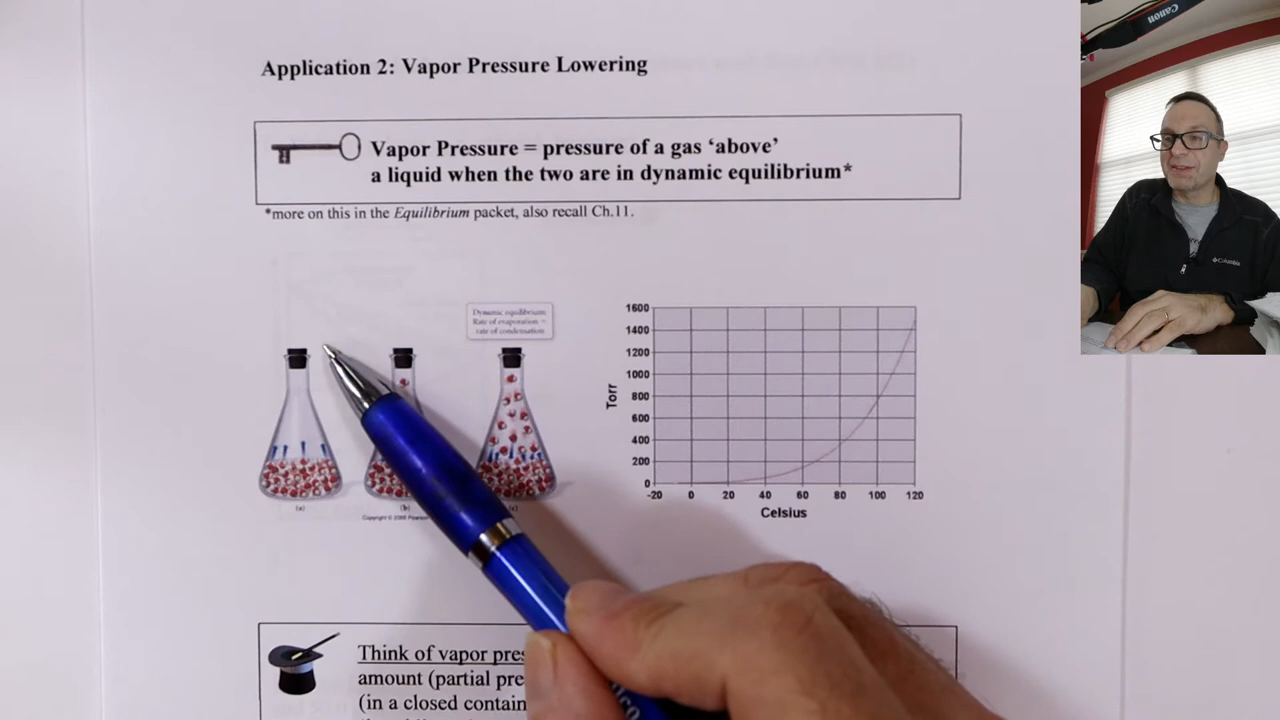 Application 2: Vapor Pressure Lowering
Vapor Pressure = pressure of a gas ‘above’
a liquid when the two are in dynamic equilibrium*
*more on this in the Equilibrium packet, also recall Ch.11.
Dynamic equilibrium:
Rate of evaporation =
rate of condensation
(a)
(b)
(c)
Copyright © Pearson
1600
1400
1200
1000
800
600
400
200
0
Torr
-20 0 20 40 60 80 100 120
Celsius
Think of vapor pres
amount (partial pre
(in a closed contain
Canon
Columbia